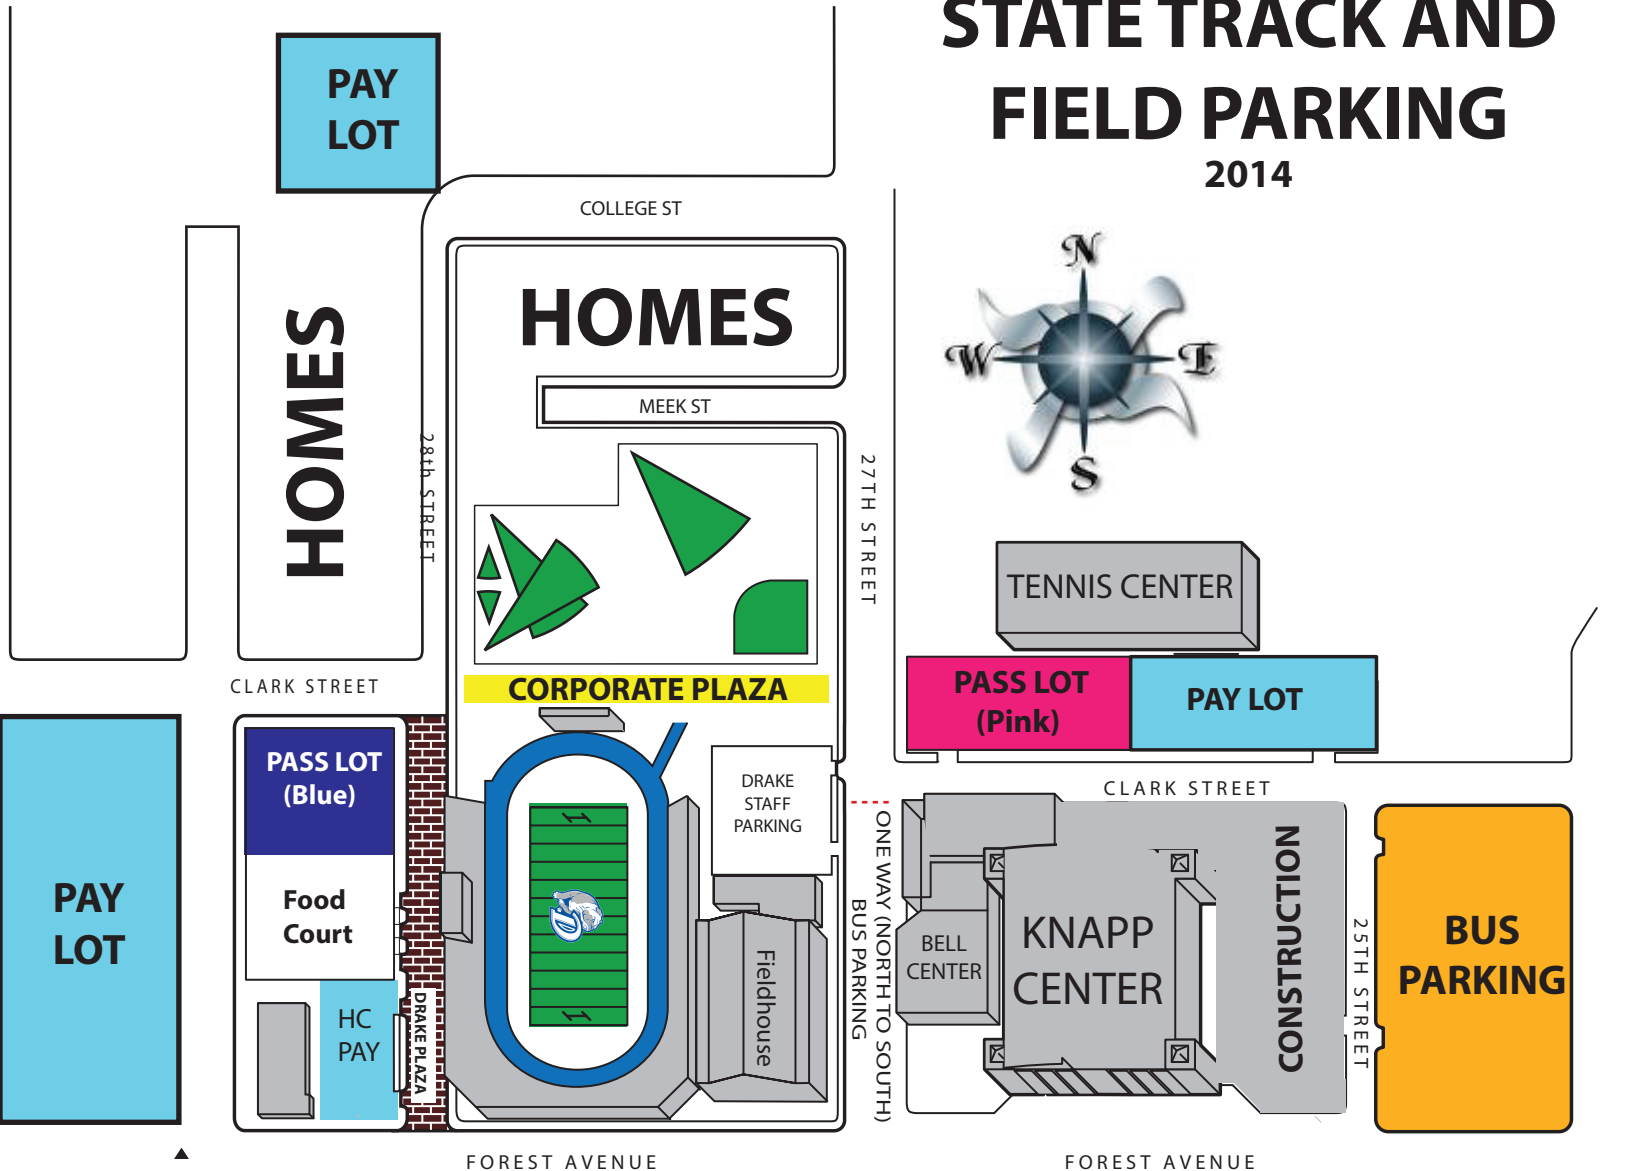 STATE TRACK AND
FIELD PARKING
2014
PAY
LOT
COLLEGE ST
N
W
E
S
HOMES
HOMES
MEEK ST
28th STREET
27TH STREET
TENNIS CENTER
CLARK STREET
CORPORATE PLAZA
PASS LOT
(Pink)
PAY LOT
PASS LOT
(Blue)
DRAKE
STAFF
PARKING
CLARK STREET
PAY
LOT
Food
Court
HC
PAY
DRAKE PLAZA
1
1
Fieldhouse
ONE WAY (NORTH TO SOUTH)
BUS PARKING
BELL
CENTER
KNAPP
CENTER
CONSTRUCTION
25TH STREET
BUS
PARKING
FOREST AVENUE
FOREST AVENUE